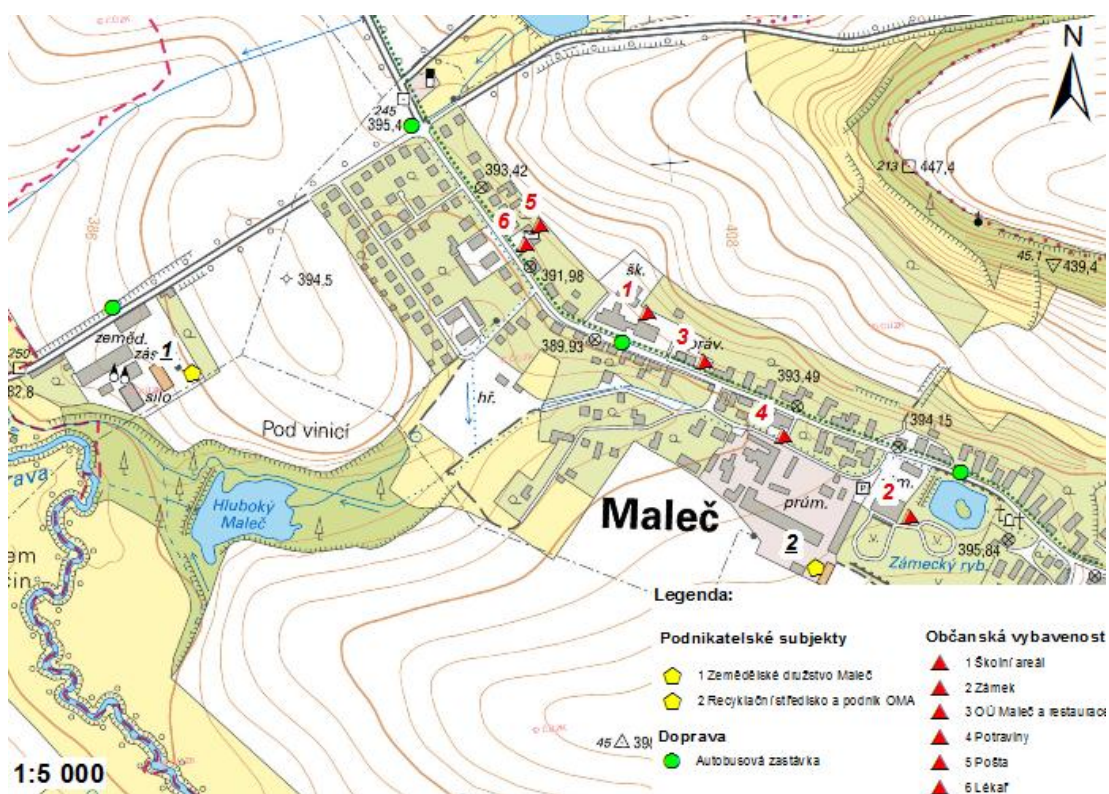 N
245
395,4
393,42
213
447,4
5
6
386
408
45.1
439,4
391,98
394.5
šk.
1
zeměd.
zás
1
3
389,93
250
silo
393,49
hř.
Pod vinicí
4
394 15
Hluboký
Maleč
Maleč
prům.
P
2
2
395,84
Zámecký ryb.
Legenda:
Podnikatelské subjekty
1 Zemědělské družstvo Maleč
2 Recyklační středisko a podnik OMA
Doprava
Autobusová zastávka
Občanská vybavenost
1 Školní areál
2 Zámek
3 OÚ Maleč a restaurace
4 Potraviny
5 Pošta
6 Lékař
45
1:5 000